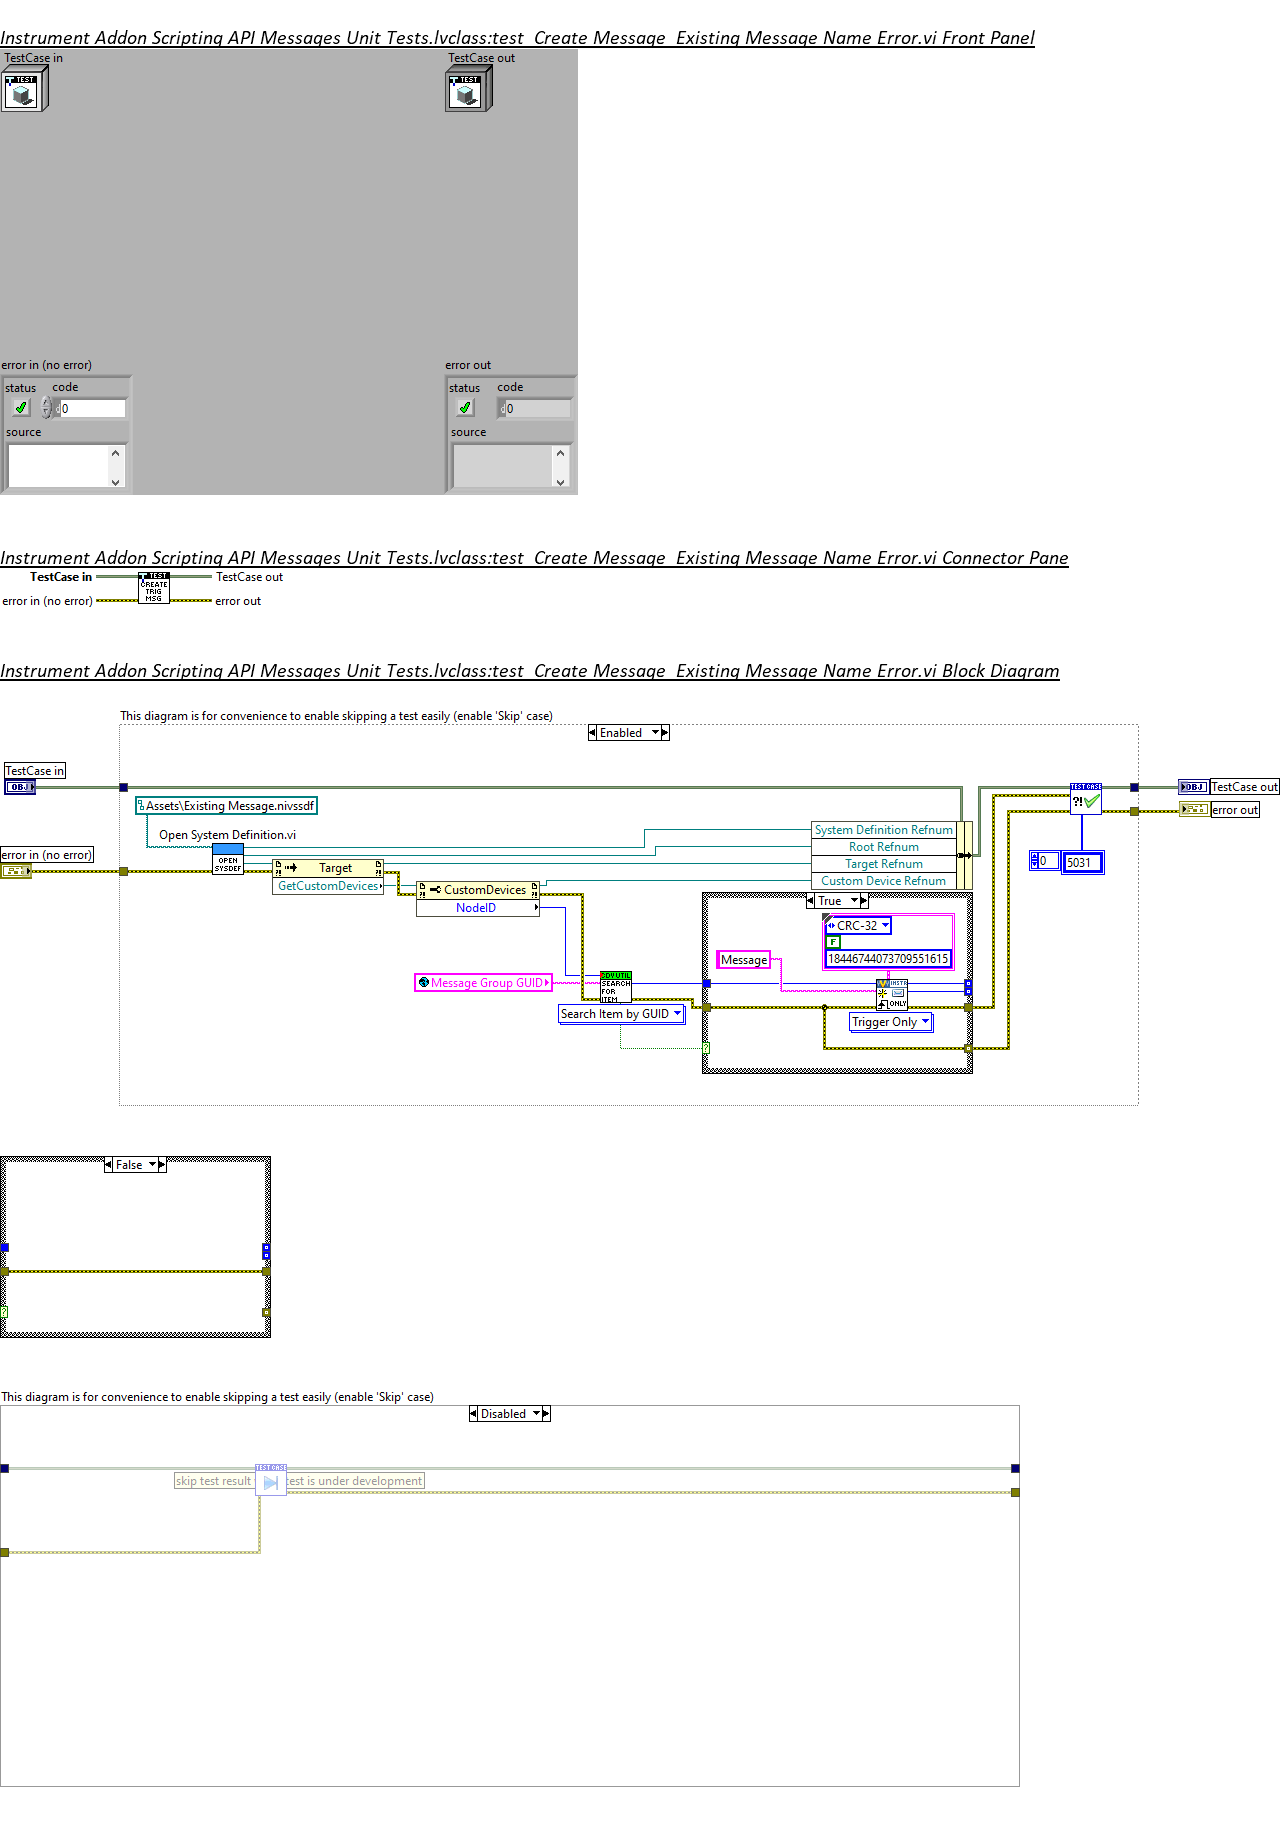 Instrument Addon Scripting API Messages Unit Tests.lvclass:test_Create Message_Existing Message Name Error.vi Front Panel
TestCase in
TestCase out
TEST
TEST
error in (no error)
error out
status
code
status
code
d0
d0
source
source
Instrument Addon Scripting API Messages Unit Tests.lvclass:test_Create Message_Existing Message Name Error.vi Connector Pane
TestCase in
TEST
CREATE
TRIG
MSG
TestCase out
error in (no error)
error out
Instrument Addon Scripting API Messages Unit Tests.lvclass:test_Create Message_Existing Message Name Error.vi Block Diagram
This diagram is for convenience to enable skipping a test easily (enable 'Skip' case)
Enabled
TestCase in
OBJ
TEST CASE
?!
OBJ
TestCase out
Assets\Existing Message.nivssdf
error out
Open System Definition.vi
System Definition Refnum
error in (no error)
OPEN
SYSDEF
Root Refnum
Target
Target Refnum
0
5031
GetCustomDevices
Custom Device Refnum
CustomDevices
NodeID
True
CRC-32
F
Message
18446744073709551615
Message Group GUID
CDV UTIL
SEARCH
FOR
ITEM
INSTR
ONLY
Search Item by GUID
Trigger Only
?
False
?
This diagram is for convenience to enable skipping a test easily (enable 'Skip' case)
Disabled
TEST CASE
skip test result
test is under development